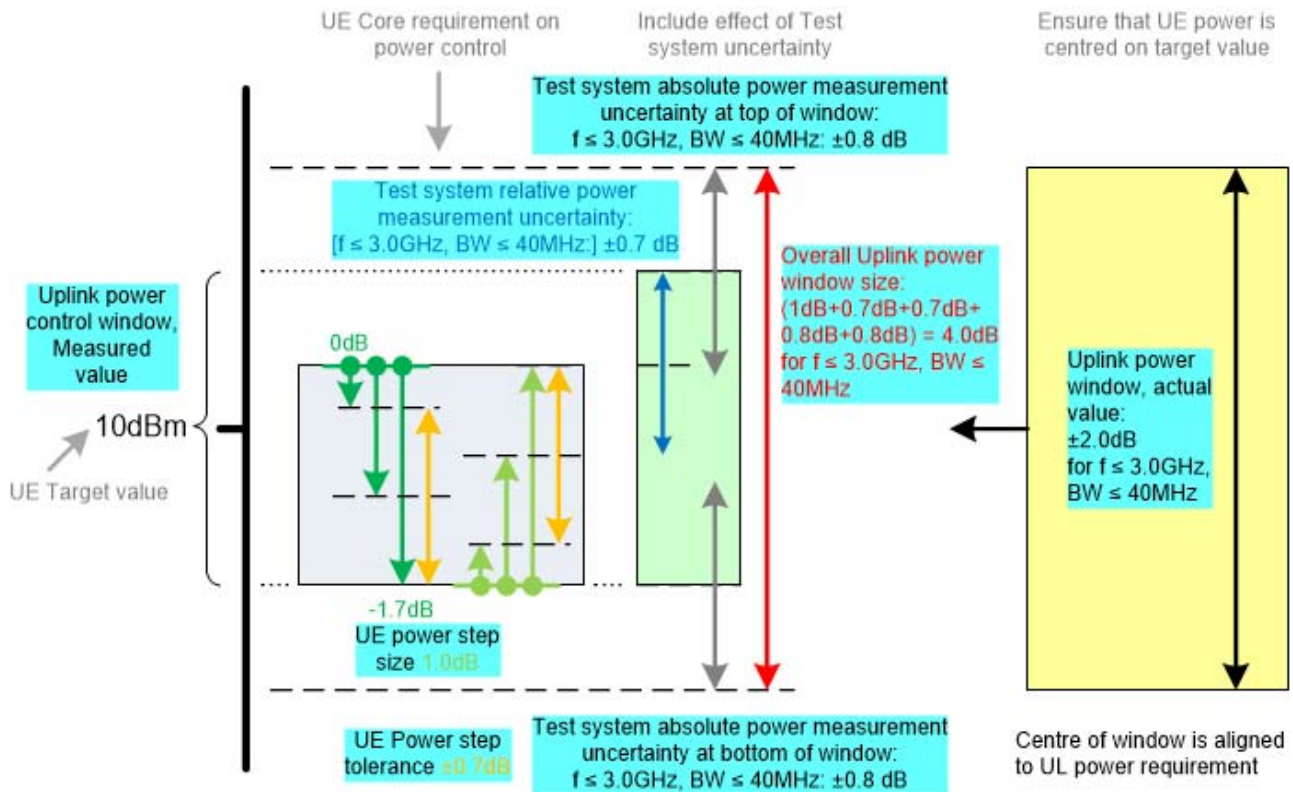 UE Core requirement on
power control
Include effect of Test
system uncertainty
Ensure that UE power is
centred on target value
Test system absolute power measurement
uncertainty at top of window:
f ≤ 3.0GHz, BW ≤ 40MHz: ±0.8 dB
Test system relative power
measurement uncertainty:
[f ≤ 3.0GHz, BW ≤ 40MHz:] ±0.7 dB
Overall Uplink power
window size:
(1dB+0.7dB+0.7dB+
0.8dB+0.8dB) = 4.0dB
for f ≤ 3.0GHz, BW ≤
40MHz
Uplink power
control window,
Measured
value
0dB
Uplink power
window, actual
value:
±2.0dB
for f ≤ 3.0GHz,
BW ≤ 40MHz
10dBm
UE Target value
-1.7dB
UE power step
size 1.0dB
UE Power step
tolerance ±0.7dB
Test system absolute power measurement
uncertainty at bottom of window:
f ≤ 3.0GHz, BW ≤ 40MHz: ±0.8 dB
Centre of window is aligned
to UL power requirement